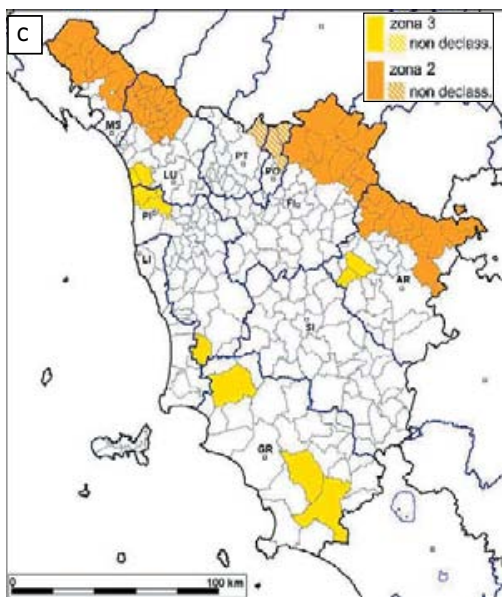 c
zona 3
non declass.
zona 2
non declass.
MS
LU
PT
PO
FI
PI
LI
AR
SI
GR
0
100 km